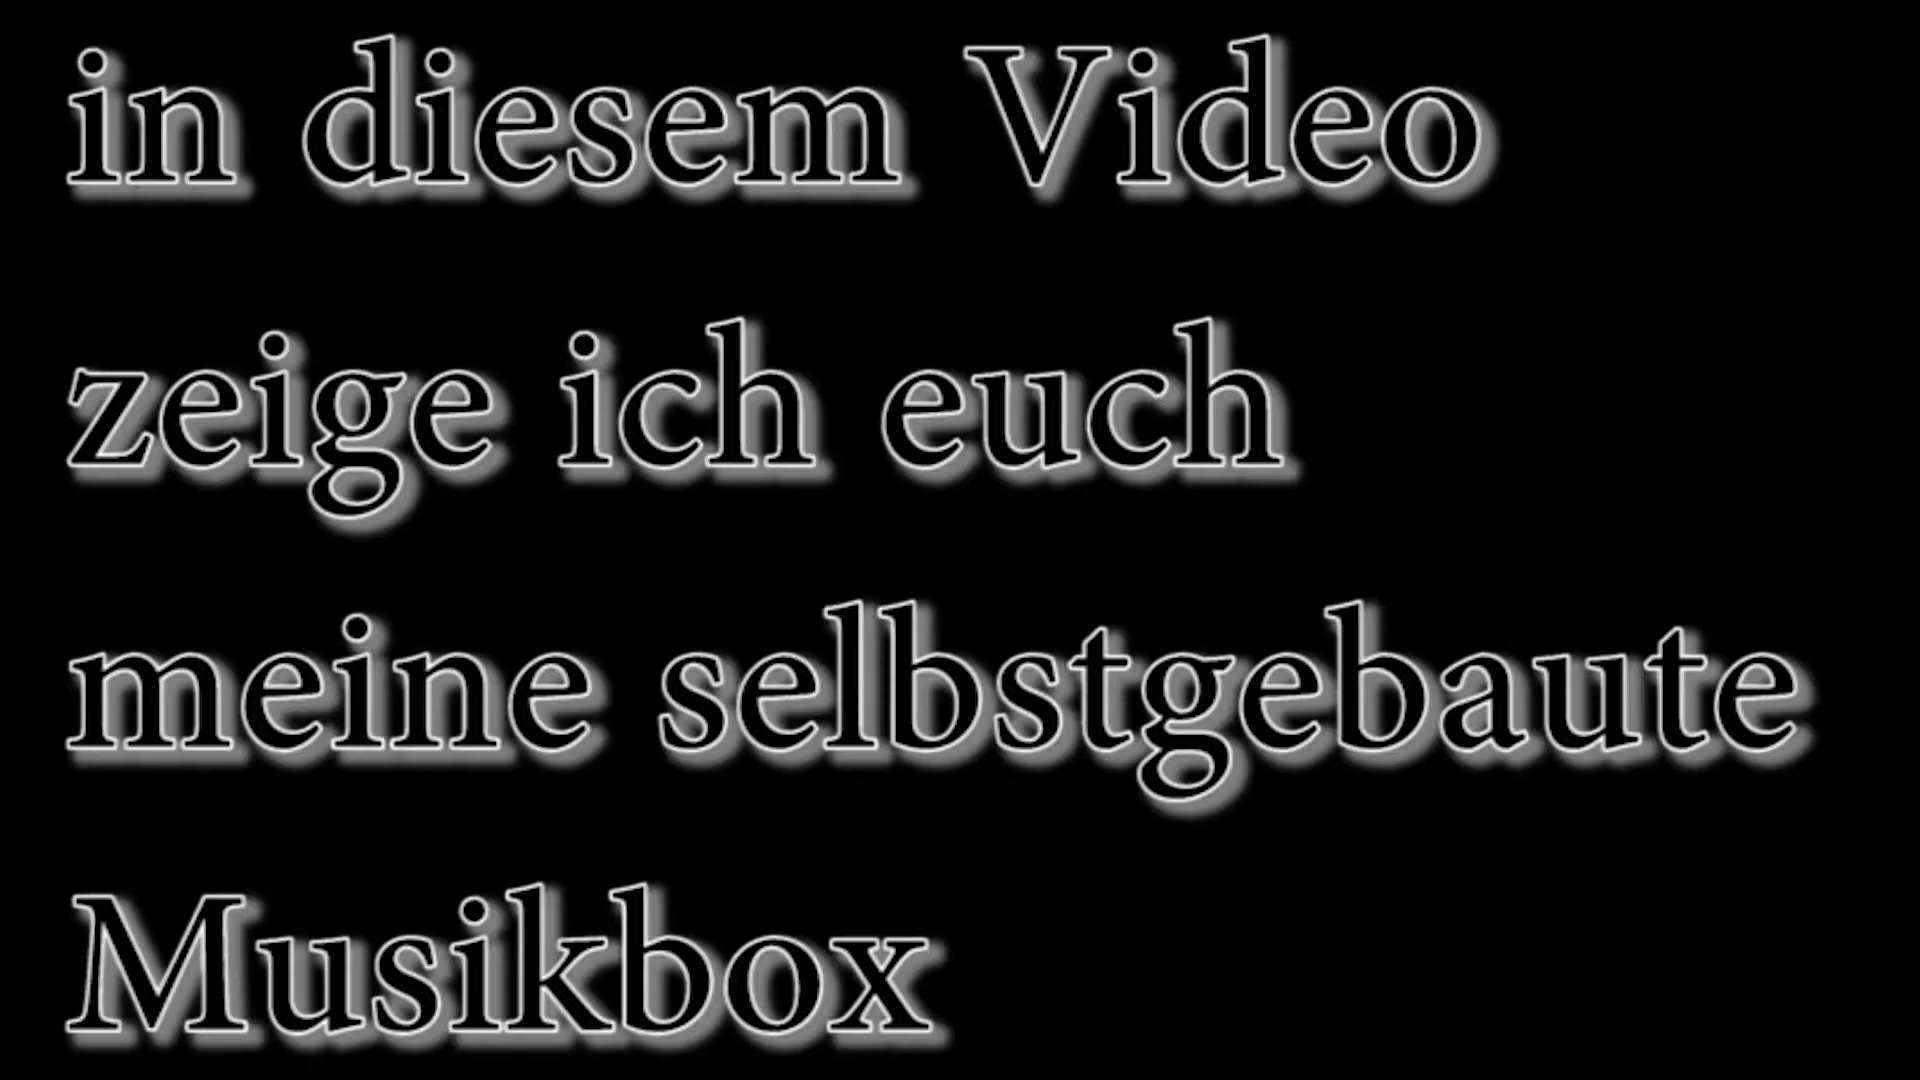 in diesem Video
zeige ich euch
meine selbstgebaute
Musikbox